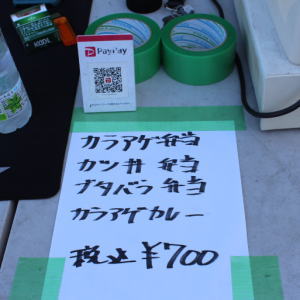 KOOL
PayPay
カラアゲ弁当
カツ丼 弁当
ブタバラ弁当
カラアゲカレー
税込 ¥700